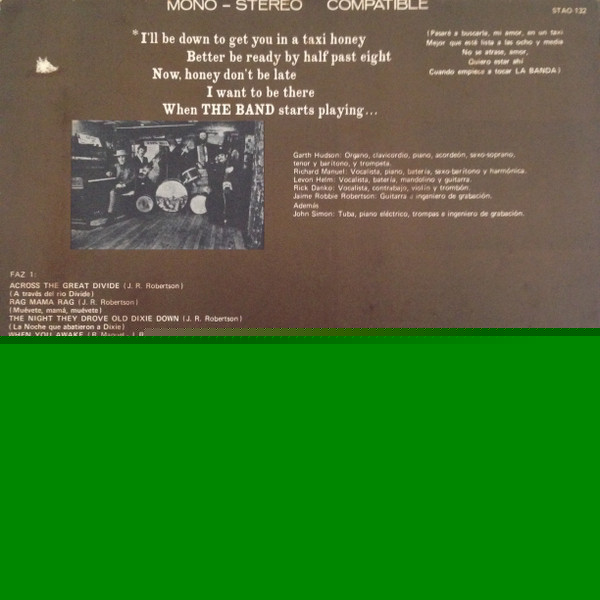 MONO – STEREO COMPATIBLE
STAO 132
*I'll be down to get you in a taxi honey
Better be ready by half past eight
Now, honey don't be late
I want to be there
When THE BAND starts playing...
(Pasaré a buscarte, mi amor, en un taxi
Mejor que esté lista a las ocho y media
No se atrase, amor,
Quiero estar ahí
Cuando empiece a tocar LA BANDA)
Garth Hudson: Organo, clavicordio, piano, acordeón, saxo-soprano,
tenor y barítono, y trompeta.
Richard Manuel: Vocalista, piano, batería, saxo-barítono y harmónica.
Levon Helm: Vocalista, batería, mandolino y guitarra.
Rick Danko: Vocalista, contrabajo, violín y trombón.
Jaime Robbie Robertson: Guitarra e ingeniero de grabación.
Además
John Simon: Tuba, piano eléctrico, trompas e ingeniero de grabación.
FAZ 1:
ACROSS THE GREAT DIVIDE (J. R. Robertson)
(A través del río Divide)
RAG MAMA RAG (J. R. Robertson)
(Muévete, mamá, muévete)
THE NIGHT THEY DROVE OLD DIXIE DOWN (J. R. Robertson)
(La Noche que abatieron a Dixie)
WHEN YOU AWAKE (R. Manuel - J. R.